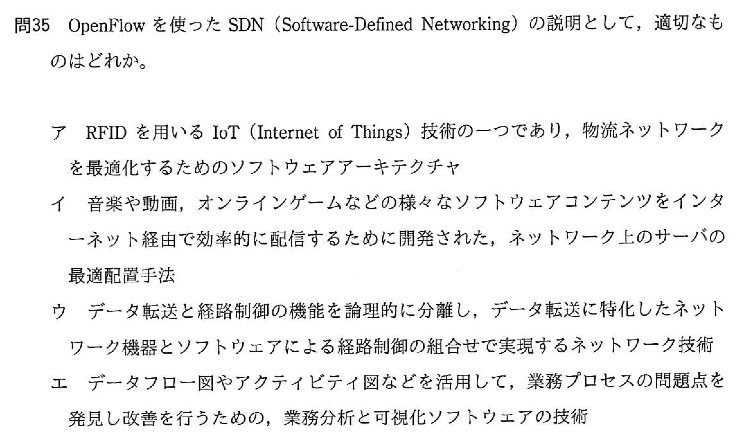 問35 OpenFlow を使った SDN（Software-Defined Networking）の説明として，適切なも
のはどれか。
ア RFID を用いる IoT（Internet of Things）技術の一つであり，物流ネットワーク
を最適化するためのソフトウェアアーキテクチャ
イ 音楽や動画，オンラインゲームなどの様々なソフトウェアコンテンツをインタ
ーネット経由で効率的に配信するために開発された，ネットワーク上のサーバの
最適配置手法
ウ データ転送と経路制御の機能を論理的に分離し，データ転送に特化したネット
ワーク機器とソフトウェアによる経路制御の組合せで実現するネットワーク技術
エ データフロー図やアクティビティ図などを活用して，業務プロセスの問題点を
発見し改善を行うための，業務分析と可視化ソフトウェアの技術